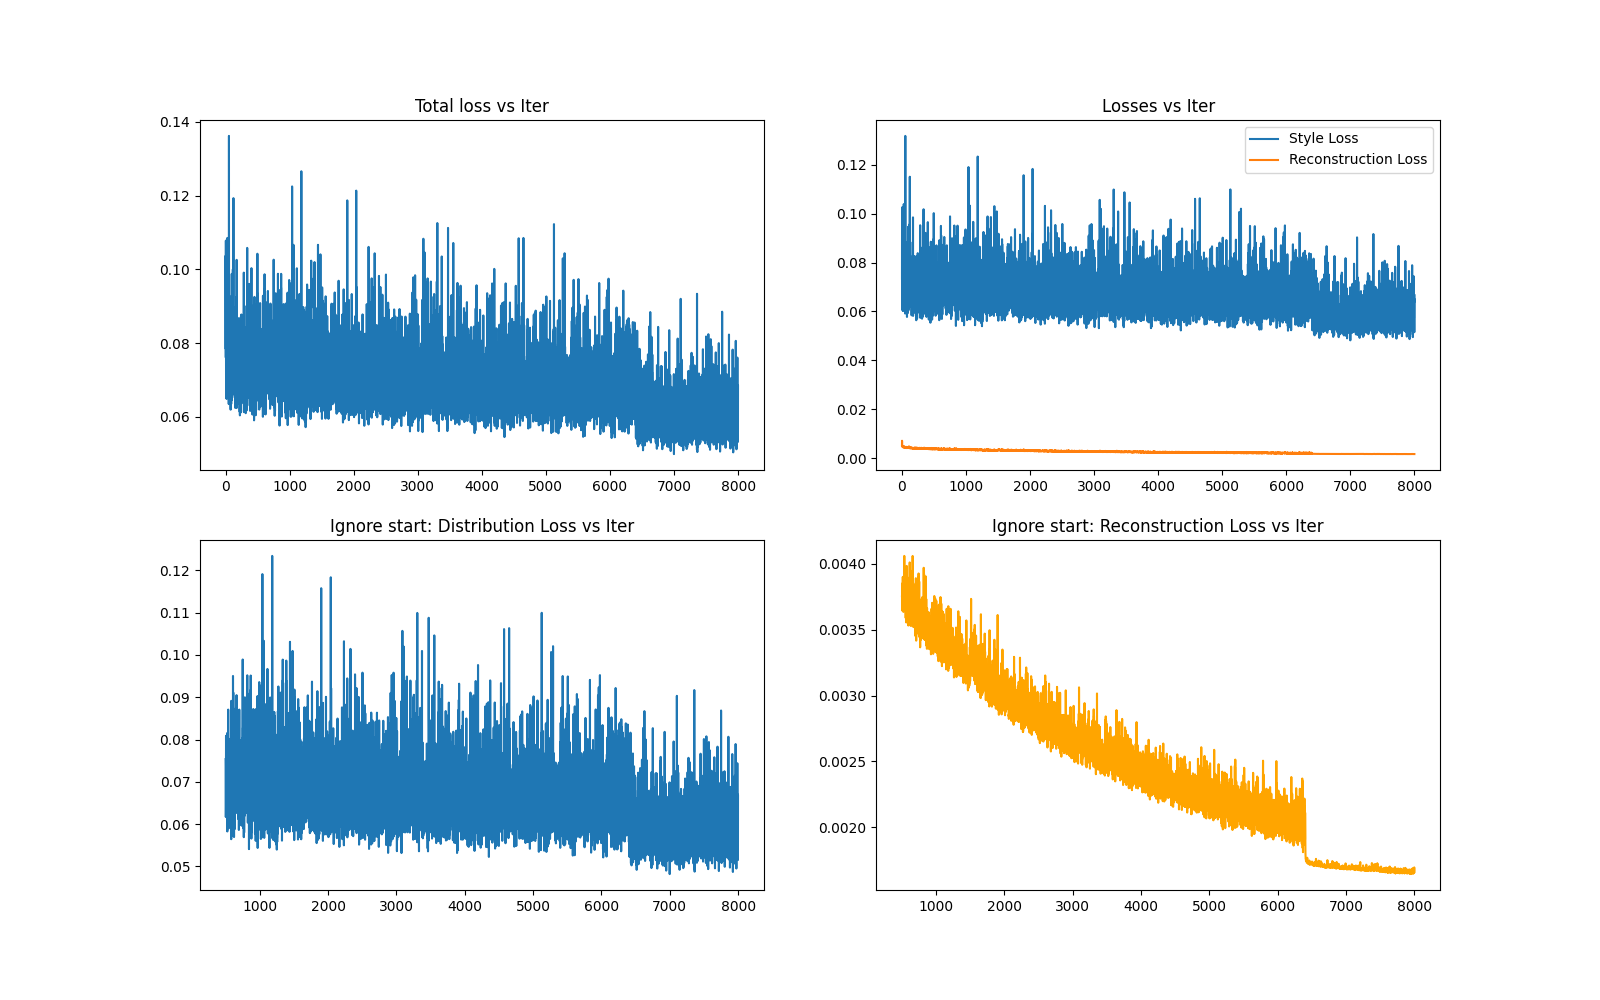 Total loss vs Iter
0.14
0.12
0.10
0.08
0.06
0 1000 2000 3000 4000 5000 6000 7000 8000
Losses vs Iter
Style Loss
Reconstruction Loss
0.12
0.10
0.08
0.06
0.04
0.02
0.00
0 1000 2000 3000 4000 5000 6000 7000 8000
Ignore start: Distribution Loss vs Iter
0.12
0.11
0.10
0.09
0.08
0.07
0.06
0.05
1000 2000 3000 4000 5000 6000 7000 8000
Ignore start: Reconstruction Loss vs Iter
0.0040
0.0035
0.0030
0.0025
0.0020
1000 2000 3000 4000 5000 6000 7000 8000